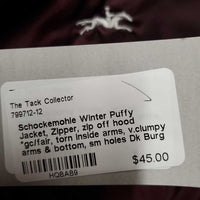 The Tack Collector
799712-12
Schockemohle Winter Puffy
Jacket, Zipper, zip off hood
*gc/fair, torn inside arms, v.clumpy
arms & bottom, sm holes Dk Burg
HQBAB9
$45.00